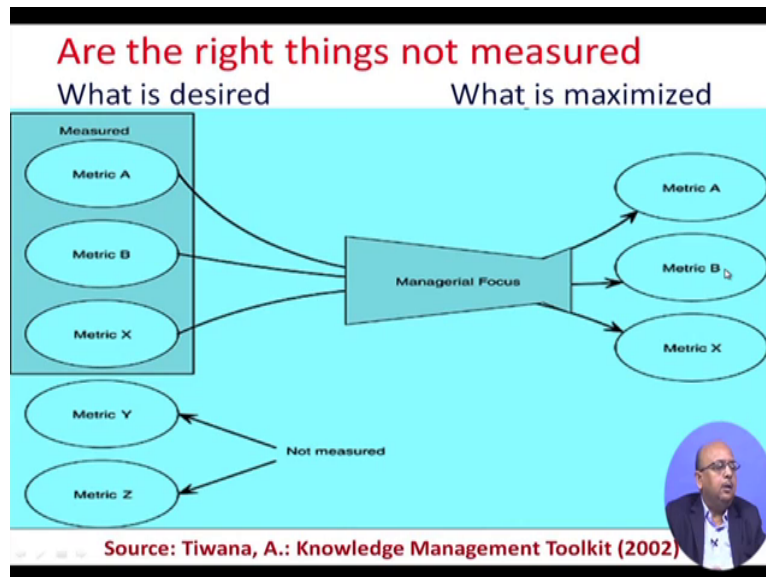 Are the right things not measured
What is desired
What is maximized
Measured
Metric A
Metric B
Metric X
Managerial Focus
Metric A
Metric B
Metric X
Metric Y
Not measured
Metric Z
Source: Tiwana, A.: Knowledge Management Toolkit (2002)